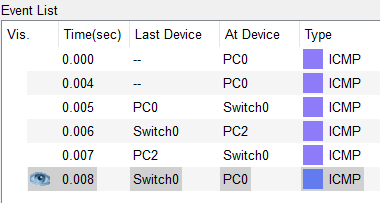 Event List
Vis. Time(sec) Last Device At Device Type
0.000 -- PC0 ICMP
0.004 -- PC0 ICMP
0.005 PC0 Switch0 ICMP
0.006 Switch0 PC2 ICMP
0.007 PC2 Switch0 ICMP
0.008 Switch0 PC0 ICMP